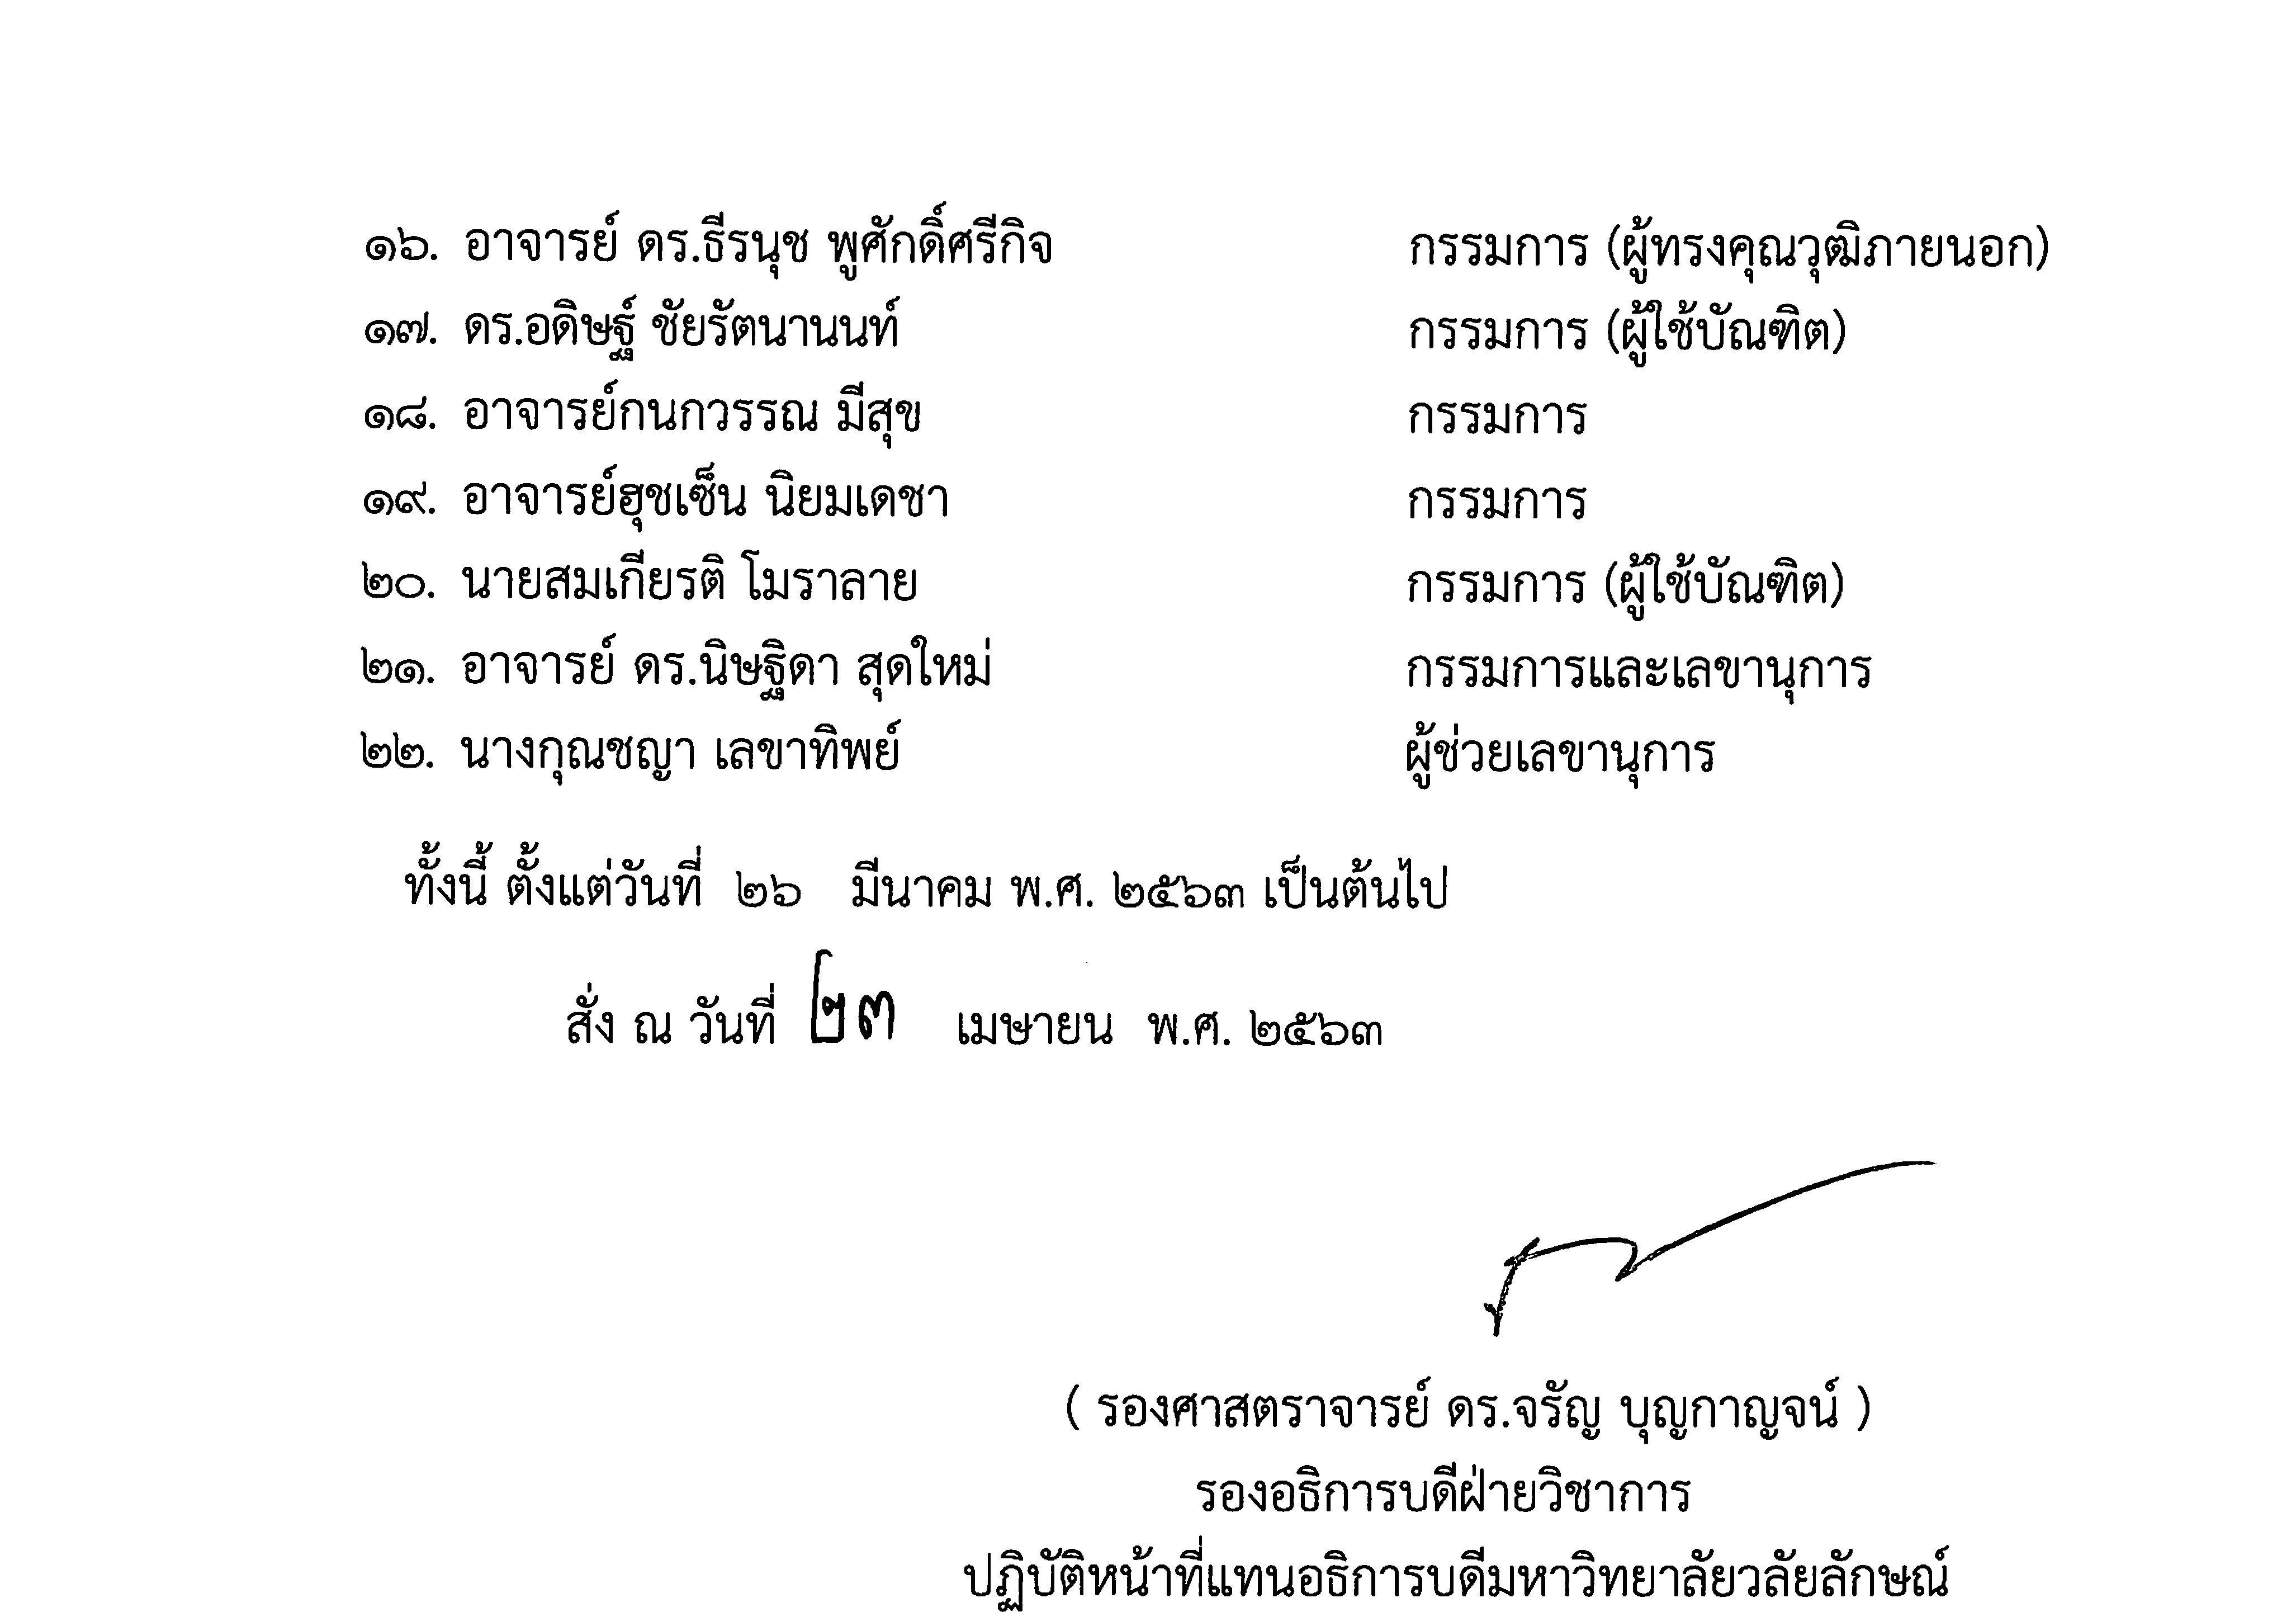 ๑๖. อาจารย์ ดร.ธีรนุช พูศักดิ์ศรีกิจ กรรมการ (ผู้ทรงคุณวุฒิภายนอก)
๑๗. ดร.อดิษฐ์ ชัยรัตนานนท์ กรรมการ (ผู้ใช้บัณฑิต)
๑๘. อาจารย์กนกวรรณ มีสุข กรรมการ
๑๙. อาจารย์ฮุชเซ็น นิยมเดชา กรรมการ
๒๐. นายสมเกียรติ โมราลาย กรรมการ (ผู้ใช้บัณฑิต)
๒๑. อาจารย์ ดร.นิษฐิดา สุดใหม่ กรรมการและเลขานุการ
๒๒. นางกุณชญา เลขาทิพย์ ผู้ช่วยเลขานุการ
ทั้งนี้ ตั้งแต่วันที่ ๒๖ มีนาคม พ.ศ. ๒๕๖๓ เป็นต้นไป
สั่ง ณ วันที่ ๒๓ เมษายน พ.ศ. ๒๕๖๓
( รองศาสตราจารย์ ดร.จรัญ บุญกาญจน์ )
รองอธิการบดีฝ่ายวิชาการ
ปฏิบัติหน้าที่แทนอธิการบดีมหาวิทยาลัยวลัยลักษณ์